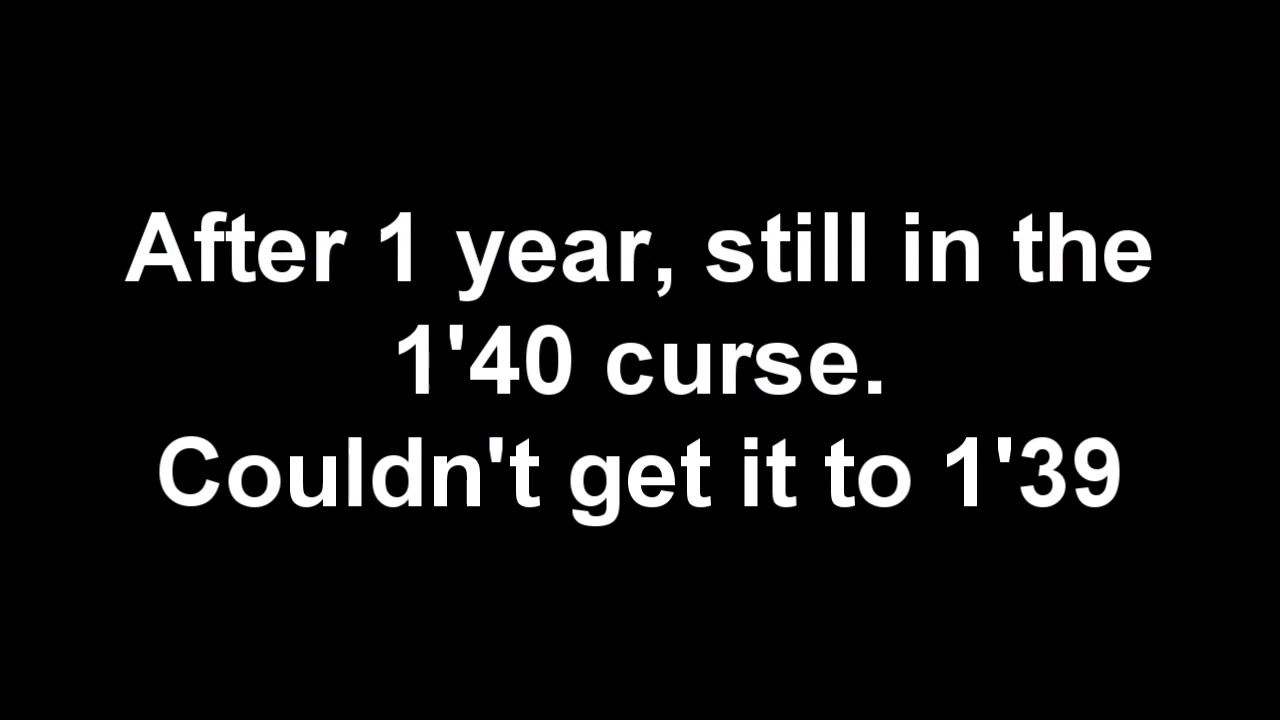 After 1 year, still in the
1'40 curse.
Couldn't get it to 1'39